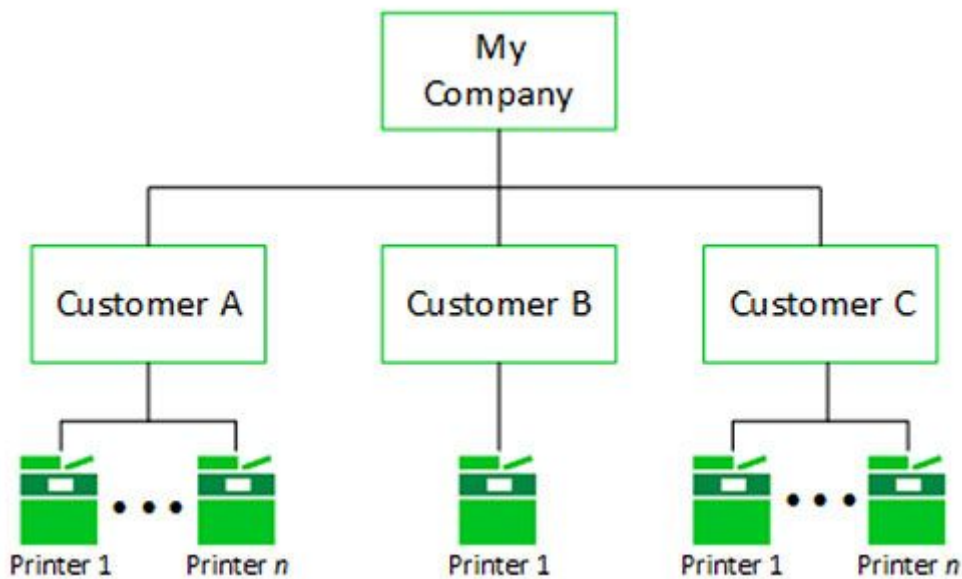 My
Company
Customer A
Customer B
Customer C
Printer 1
Printer n
Printer 1
Printer 1
Printer n